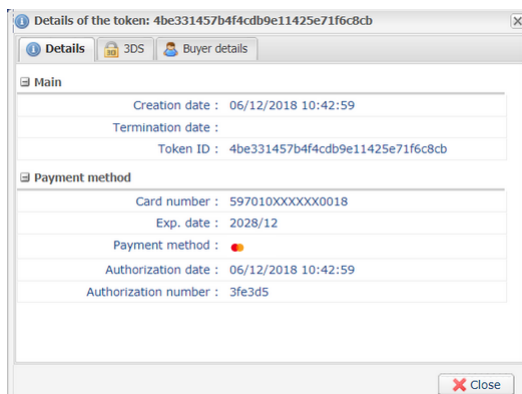 Details of the token: 4be331457b4f4cdb9e11425e71f6c8cb
Details 3DS Buyer details
Main
Creation date : 06/12/2018 10:42:59
Termination date :
Token ID : 4be331457b4f4cdb9e11425e71f6c8cb
Payment method
Card number : 597010XXXXXX0018
Exp. date : 2028/12
Payment method :
Authorization date : 06/12/2018 10:42:59
Authorization number : 3fe3d5
Close